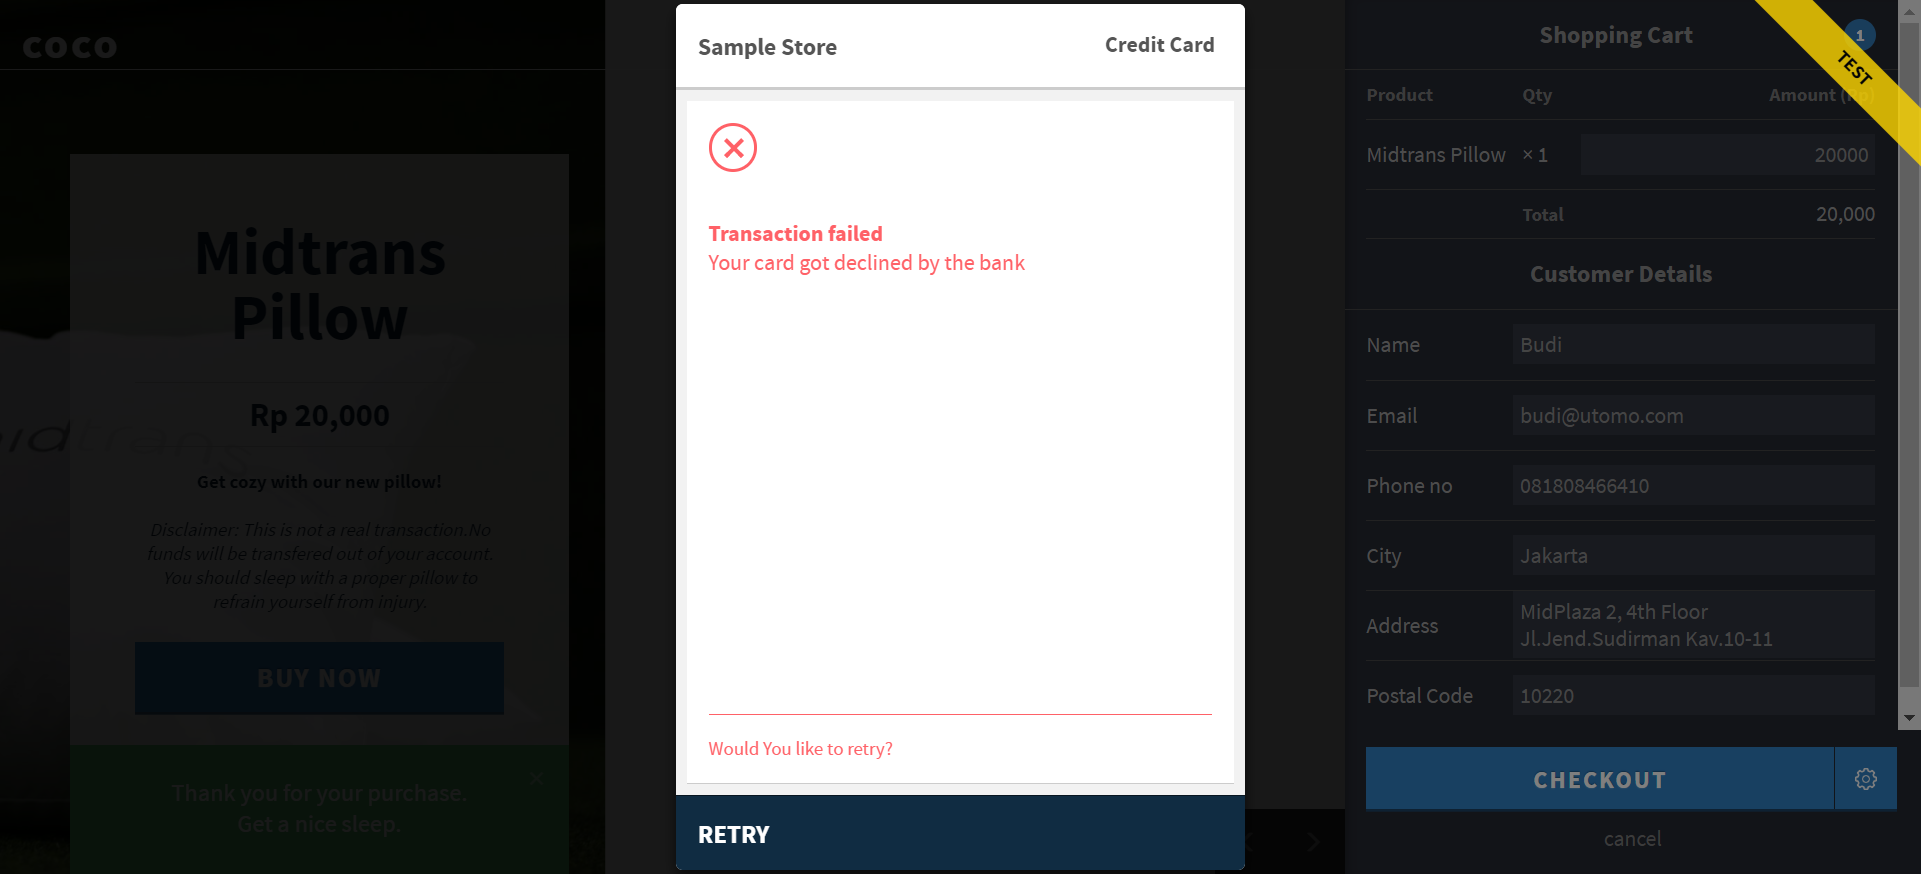 coco
Midtrans
Pillow
Rp 20,000
Get cozy with our new pillow!
Disclaimer: This is not a real transaction.No
funds will be transfered out of your account.
You should sleep with a proper pillow to
refrain yourself from injury.
BUY NOW
Thank you for your purchase.
Get a nice sleep.
×
idtrans
Sample Store
Credit Card
Transaction failed
Your card got declined by the bank
Would You like to retry?
RETRY
Shopping Cart
1
TEST
Product Qty Amount (Rp)
Midtrans Pillow × 1 20000
Total 20,000
Customer Details
Name Budi
Email budi@utomo.com
Phone no 081808466410
City Jakarta
Address MidPlaza 2, 4th Floor
Jl.Jend.Sudirman Kav.10-11
Postal Code 10220
CHECKOUT
cancel